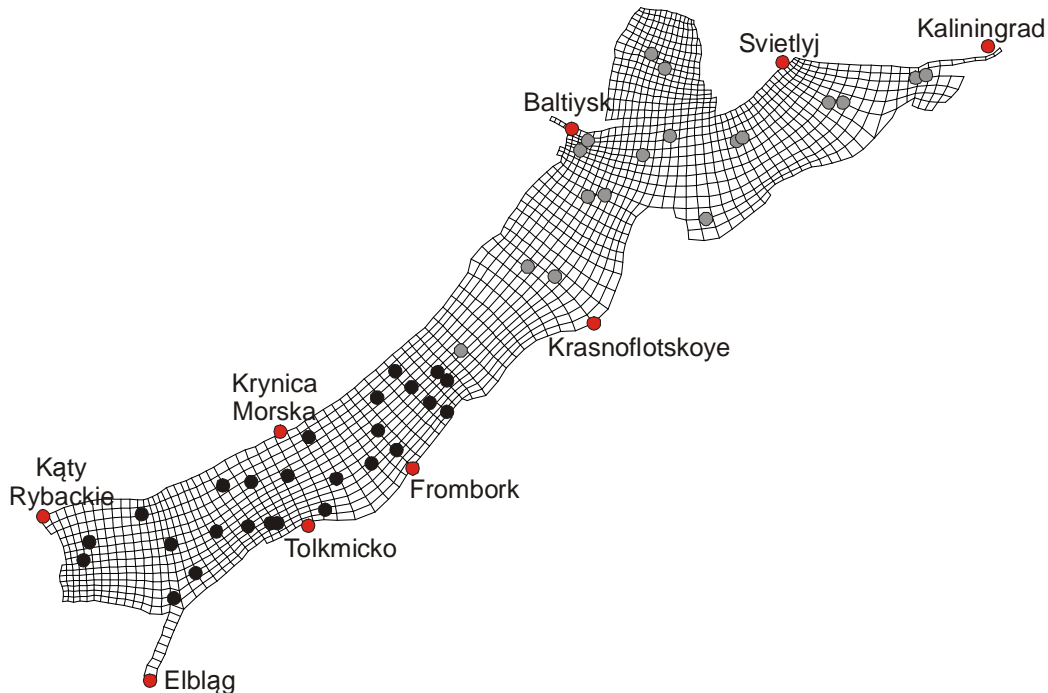 Kaliningrad
Svietlyj
Baltiysk
Krasnoflotskoye
Krynica
Morska
Kąty
Rybackie
Frombork
Tolkmicko
Elbląg